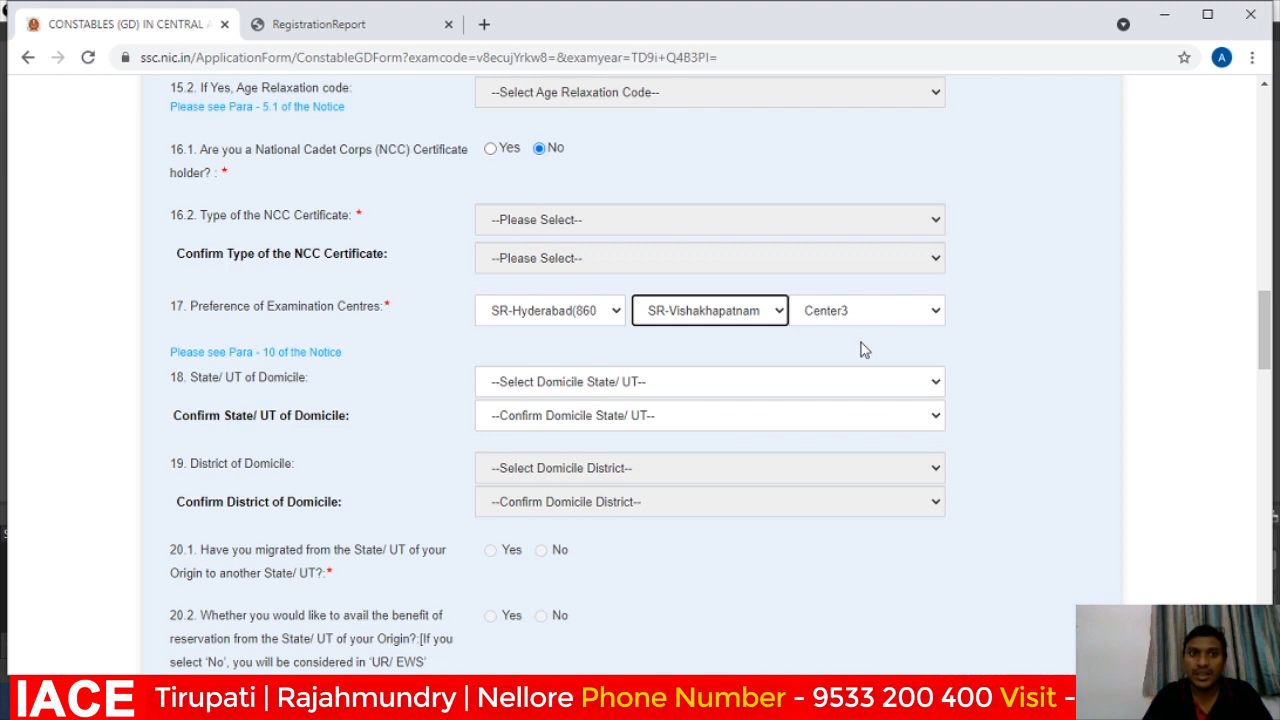 CONSTABLES (GD) IN CENTRAL A
RegistrationReport
ssc.nic.in/ApplicationForm/ConstableGDForm?examcode=v8ecujYrkw8=&examyear=TD9i+Q4B3PI=
A
15.2. If Yes, Age Relaxation code:
--Select Age Relaxation Code--
Please see Para - 5.1 of the Notice
16.1. Are you a National Cadet Corps (NCC) Certificate
holder? : *
Yes No
16.2. Type of the NCC Certificate: *
--Please Select--
Confirm Type of the NCC Certificate:
--Please Select--
17. Preference of Examination Centres:*
SR-Hyderabad(860 SR-Vishakhapatnam Center3
Please see Para - 10 of the Notice
18. State/ UT of Domicile:
--Select Domicile State/ UT--
Confirm State/ UT of Domicile:
--Confirm Domicile State/ UT--
19. District of Domicile:
--Select Domicile District--
Confirm District of Domicile:
--Confirm Domicile District--
20.1. Have you migrated from the State/ UT of your
Origin to another State/ UT?:*
Yes No
20.2. Whether you would like to avail the benefit of
reservation from the State/ UT of your Origin?:[If you
select 'No', you will be considered in 'UR/ EWS'
Yes No
IACE Tirupati | Rajahmundry | Nellore Phone Number - 9533 200 400 Visit -